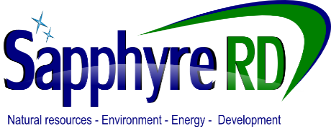 Sapphyre RD
Natural resources - Environment - Energy - Development